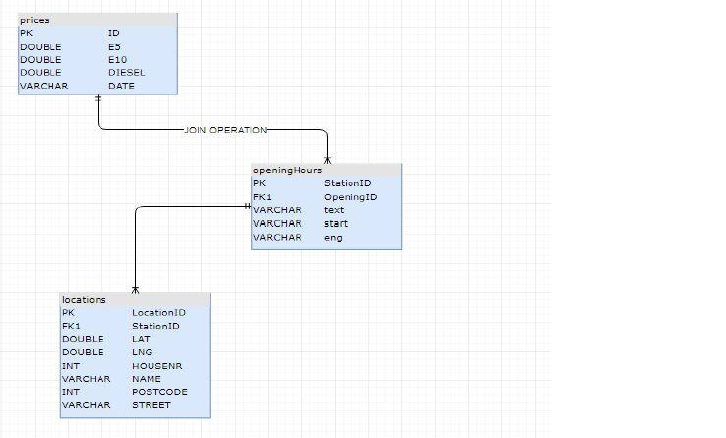 prices
PK ID
DOUBLE E5
DOUBLE E10
DOUBLE DIESEL
VARCHAR DATE
JOIN OPERATION
openingHours
PK StationID
FK1 OpeningID
VARCHAR text
VARCHAR start
VARCHAR eng
locations
PK LocationID
FK1 StationID
DOUBLE LAT
DOUBLE LNG
INT HOUSENR
VARCHAR NAME
INT POSTCODE
VARCHAR STREET